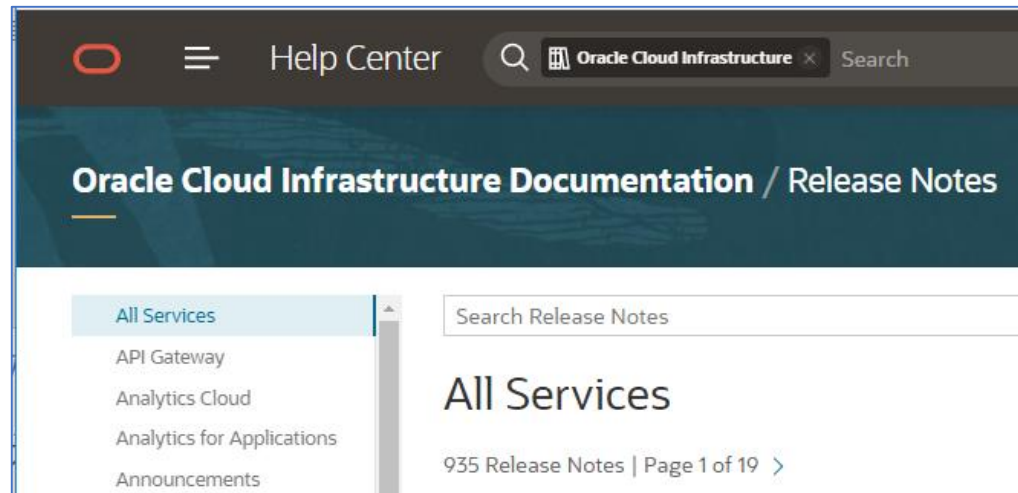 Help Center
Oracle Cloud Infrastructure × Search
Oracle Cloud Infrastructure Documentation / Release Notes
All Services
API Gateway
Analytics Cloud
Analytics for Applications
Announcements
Search Release Notes
All Services
935 Release Notes | Page 1 of 19 >